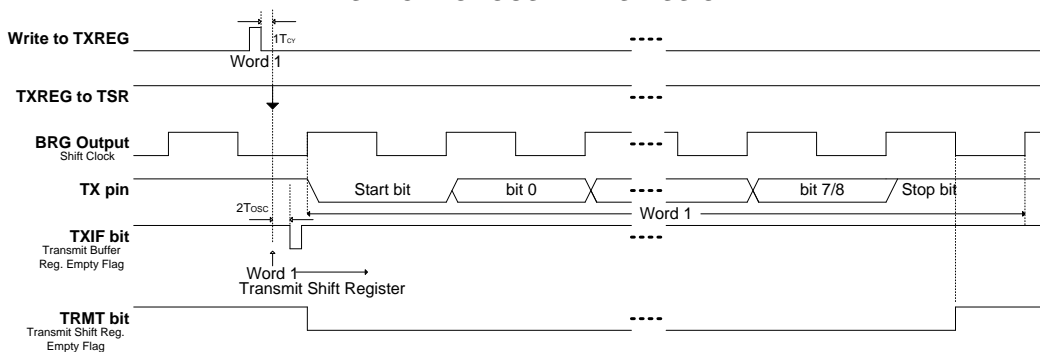 Write to TXREG
1TCY
Word 1
TXREG to TSR
BRG Output
Shift Clock
TX pin
Start bit
bit 0
bit 7/8
Stop bit
2TOSC
Word 1
TXIF bit
Transmit Buffer
Reg. Empty Flag
Word 1
Transmit Shift Register
TRMT bit
Transmit Shift Reg.
Empty Flag